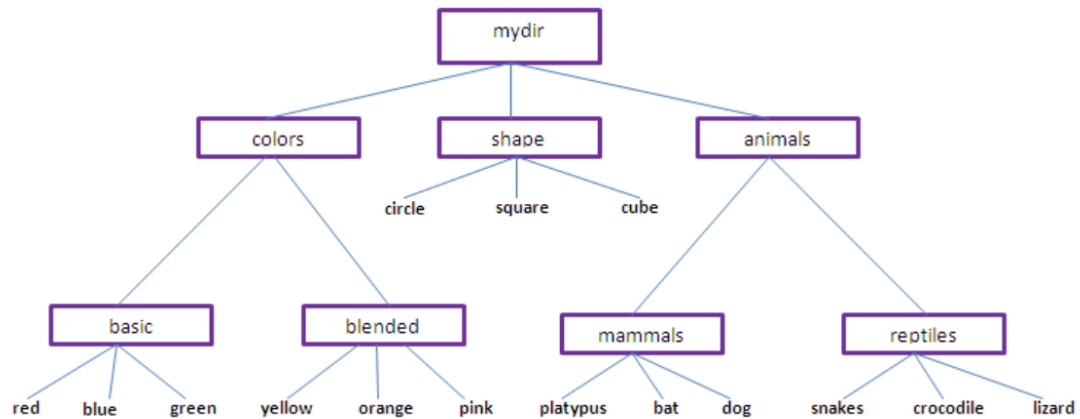 mydir
colors shape animals
circle square cube
basic blended mammals reptiles
red blue green yellow orange pink platypus bat dog snakes crocodile lizard